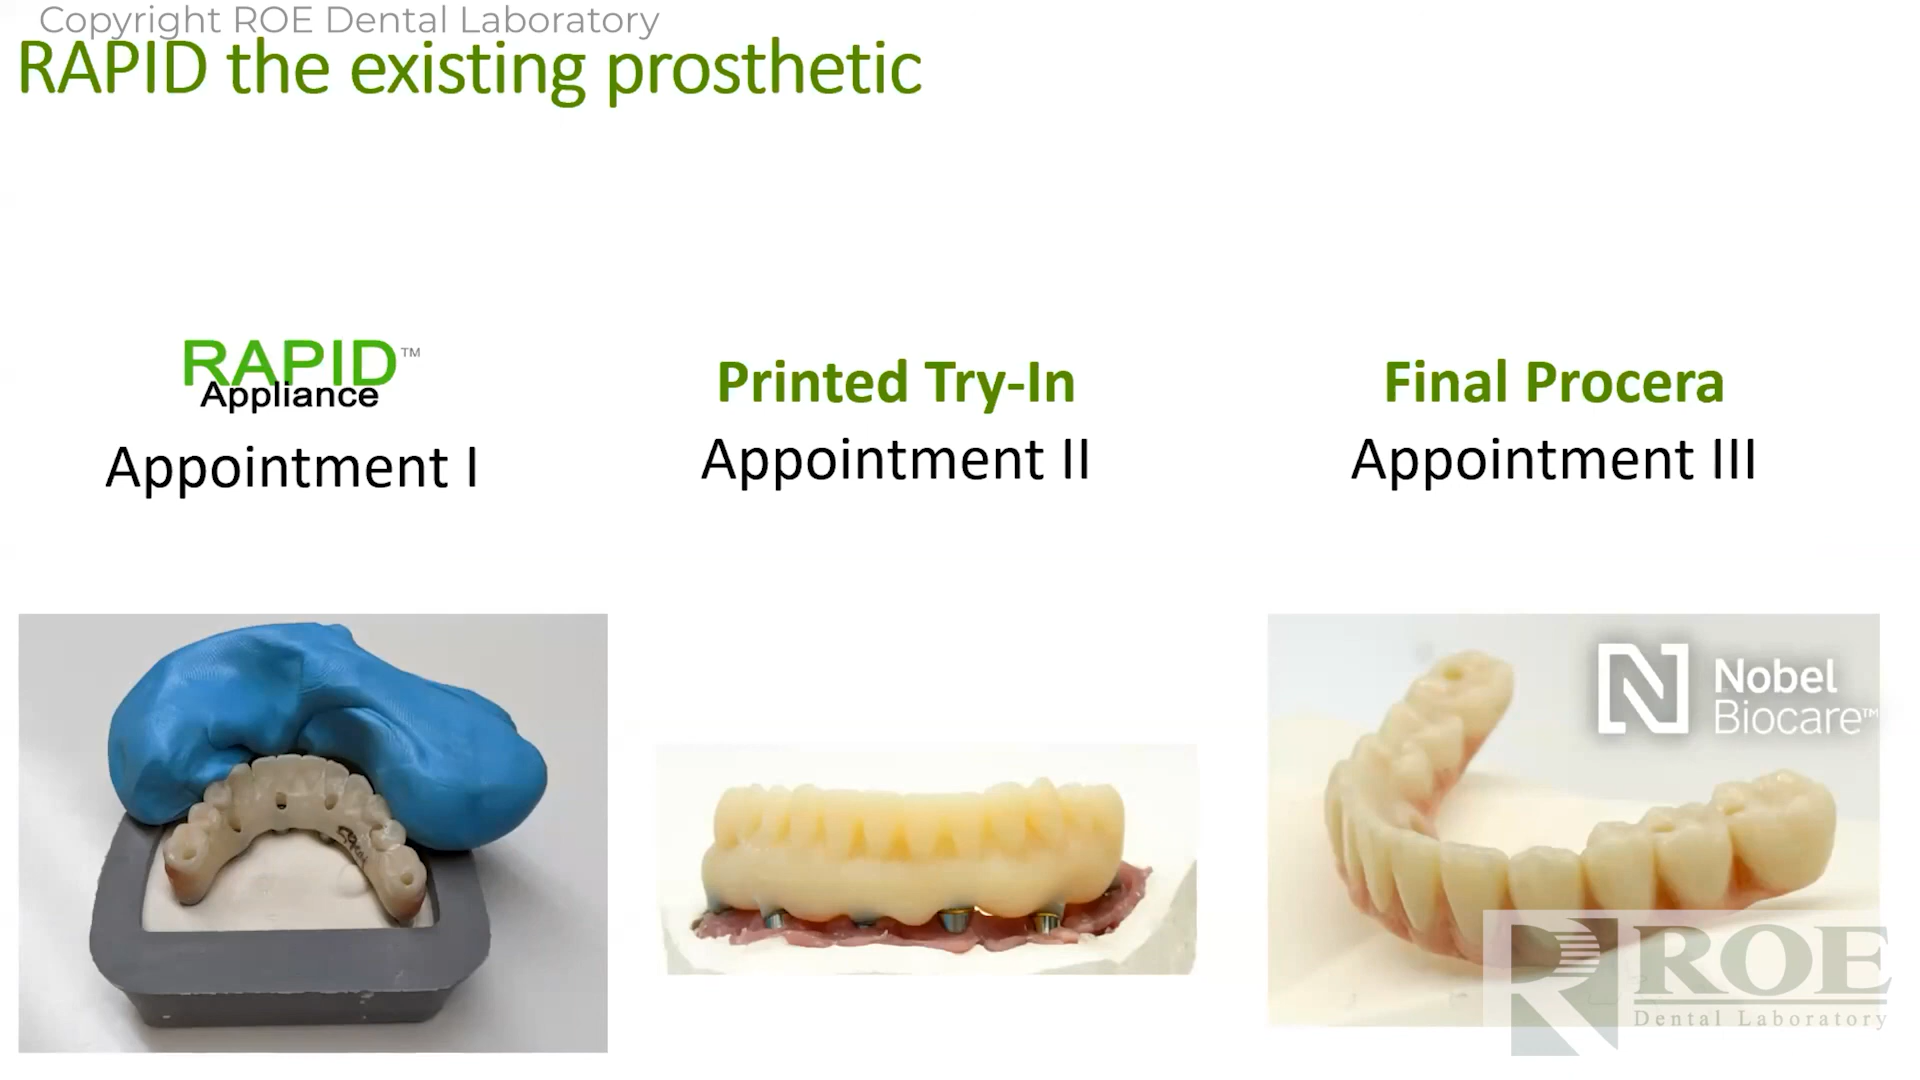 Copyright ROE Dental Laboratory
RAPID the existing prosthetic
RAPID™
Appliance
Appointment I
Printed Try-In
Appointment II
Final Procera
Appointment III
Nobel
Biocare™
ROE
Dental Laboratory